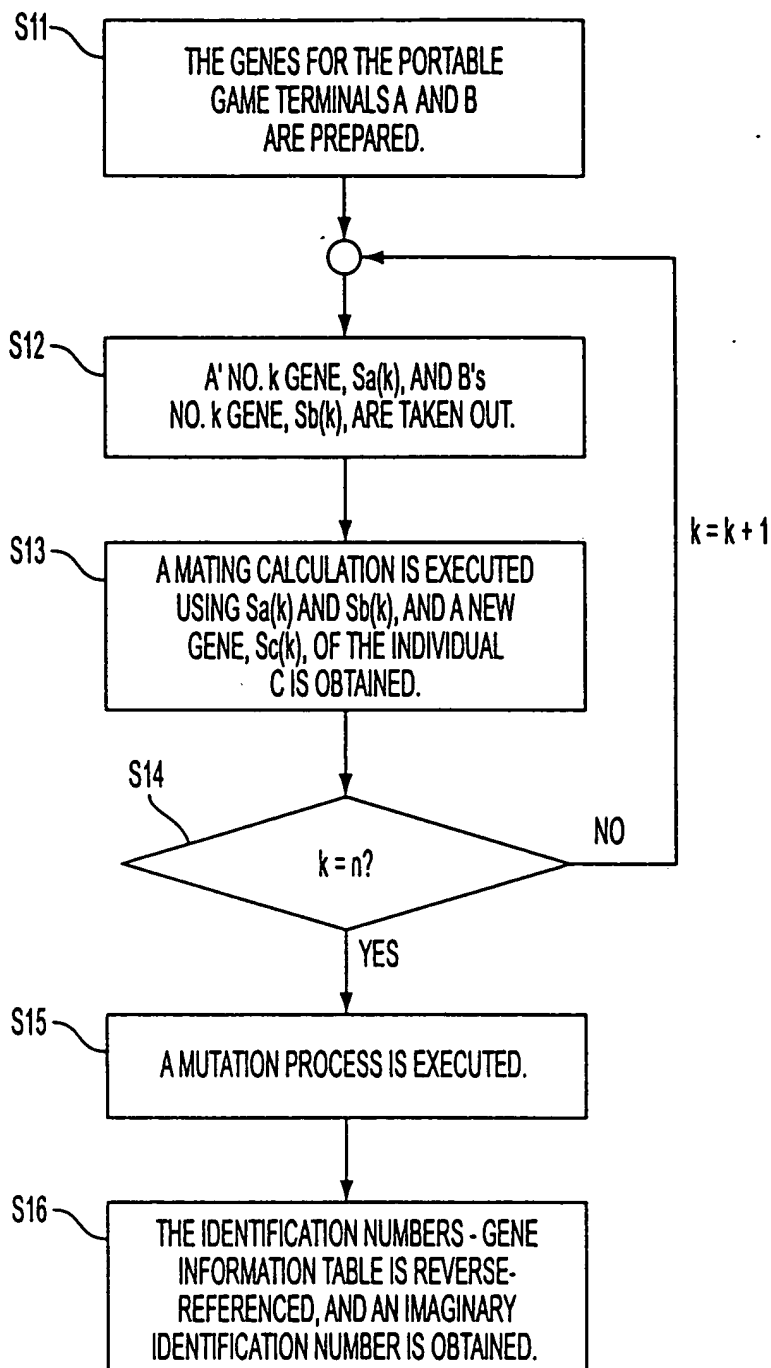 S11
THE GENES FOR THE PORTABLE
GAME TERMINALS A AND B
ARE PREPARED.
S12
A' NO. k GENE, Sa(k), AND B's
NO. k GENE, Sb(k), ARE TAKEN OUT.
k = k + 1
S13
A MATING CALCULATION IS EXECUTED
USING Sa(k) AND Sb(k), AND A NEW
GENE, Sc(k), OF THE INDIVIDUAL
C IS OBTAINED.
S14
k = n?
NO
YES
S15
A MUTATION PROCESS IS EXECUTED.
S16
THE IDENTIFICATION NUMBERS - GENE
INFORMATION TABLE IS REVERSE-
REFERENCED, AND AN IMAGINARY
IDENTIFICATION NUMBER IS OBTAINED.